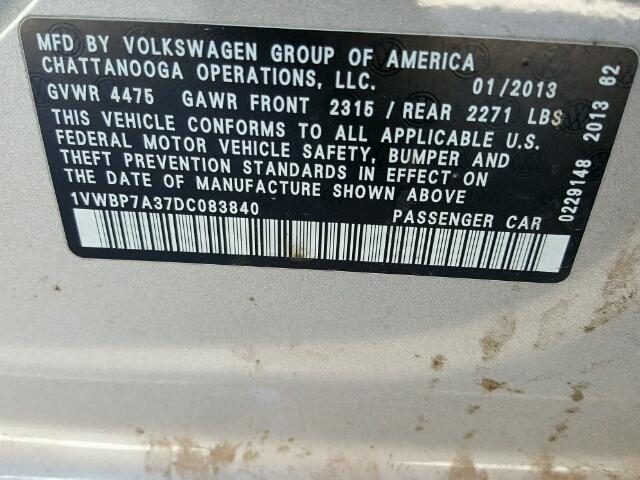 MFD BY VOLKSWAGEN GROUP OF AMERICA
CHATTANOOGA OPERATIONS, LLC. 01/2013
GVWR 4475 GAWR FRONT 2315 / REAR 2271 LBS
THIS VEHICLE CONFORMS TO ALL APPLICABLE U.S.
FEDERAL MOTOR VEHICLE SAFETY, BUMPER AND
THEFT PREVENTION STANDARDS IN EFFECT ON
THE DATE OF MANUFACTURE SHOWN ABOVE
1VWBP7A37DC083840 PASSENGER CAR
0229148 2013 62